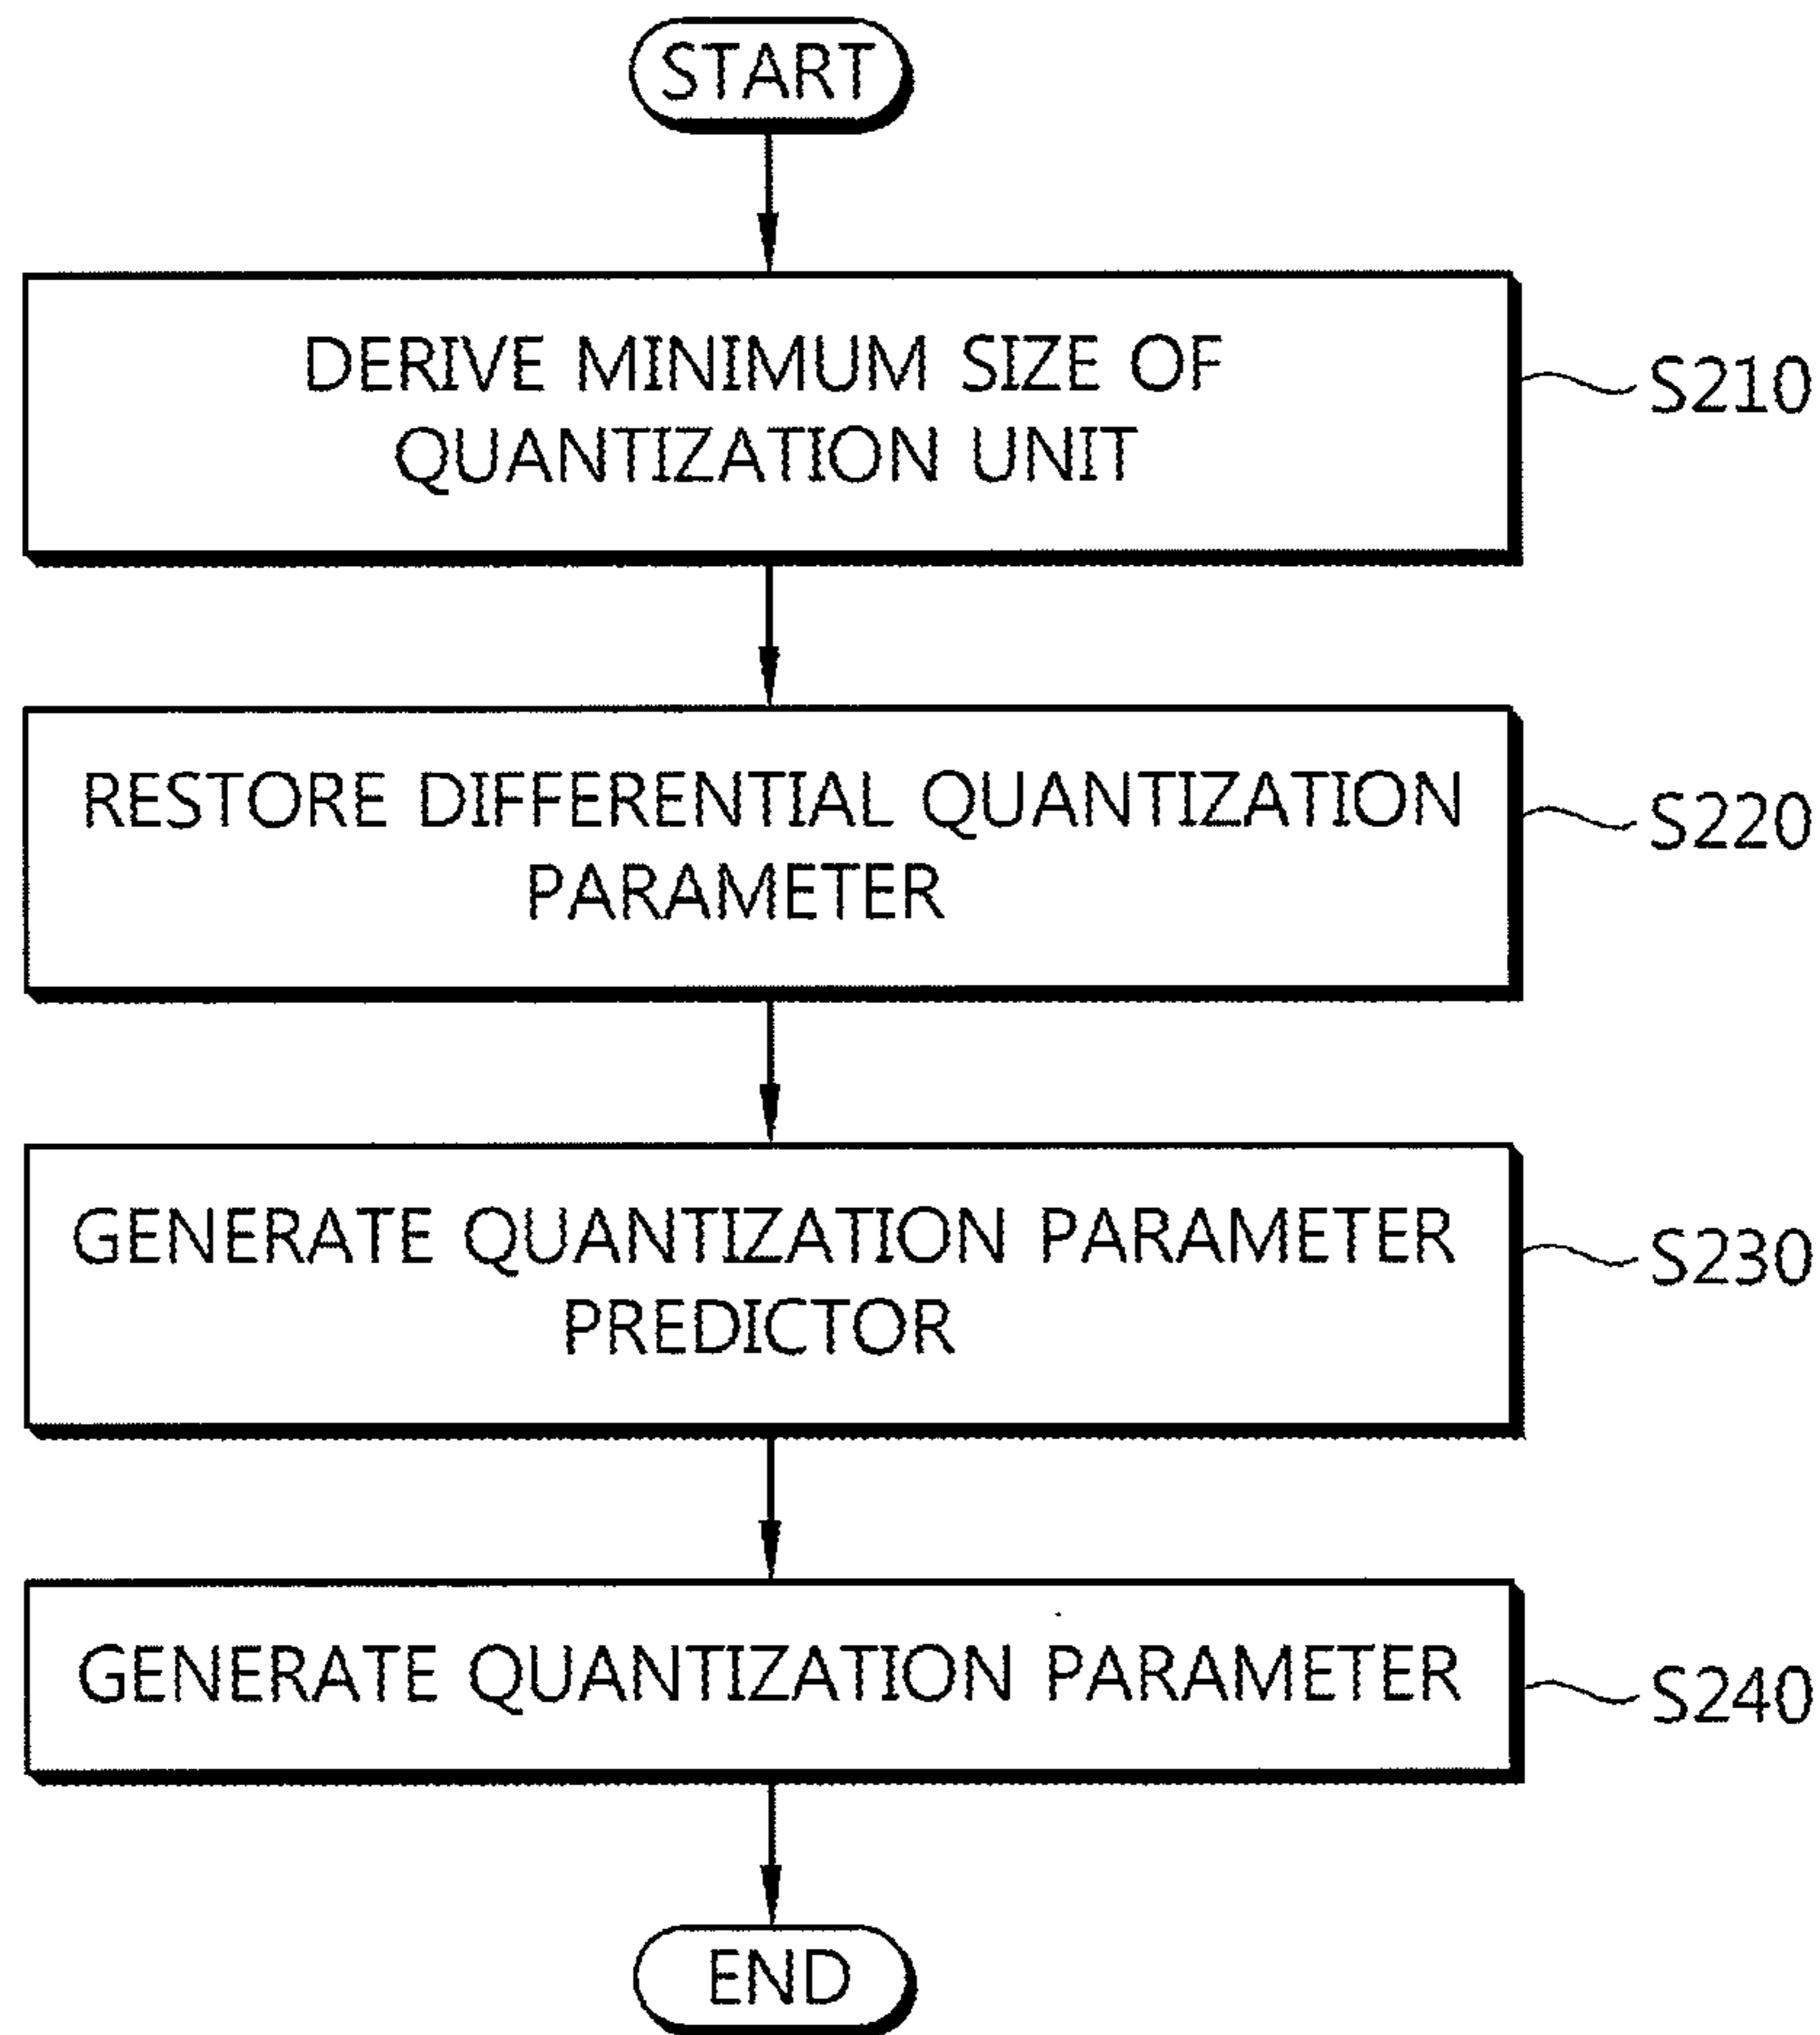 START
DERIVE MINIMUM SIZE OF
QUANTIZATION UNIT
S210
RESTORE DIFFERENTIAL QUANTIZATION
PARAMETER
S220
GENERATE QUANTIZATION PARAMETER
PREDICTOR
S230
GENERATE QUANTIZATION PARAMETER
S240
END